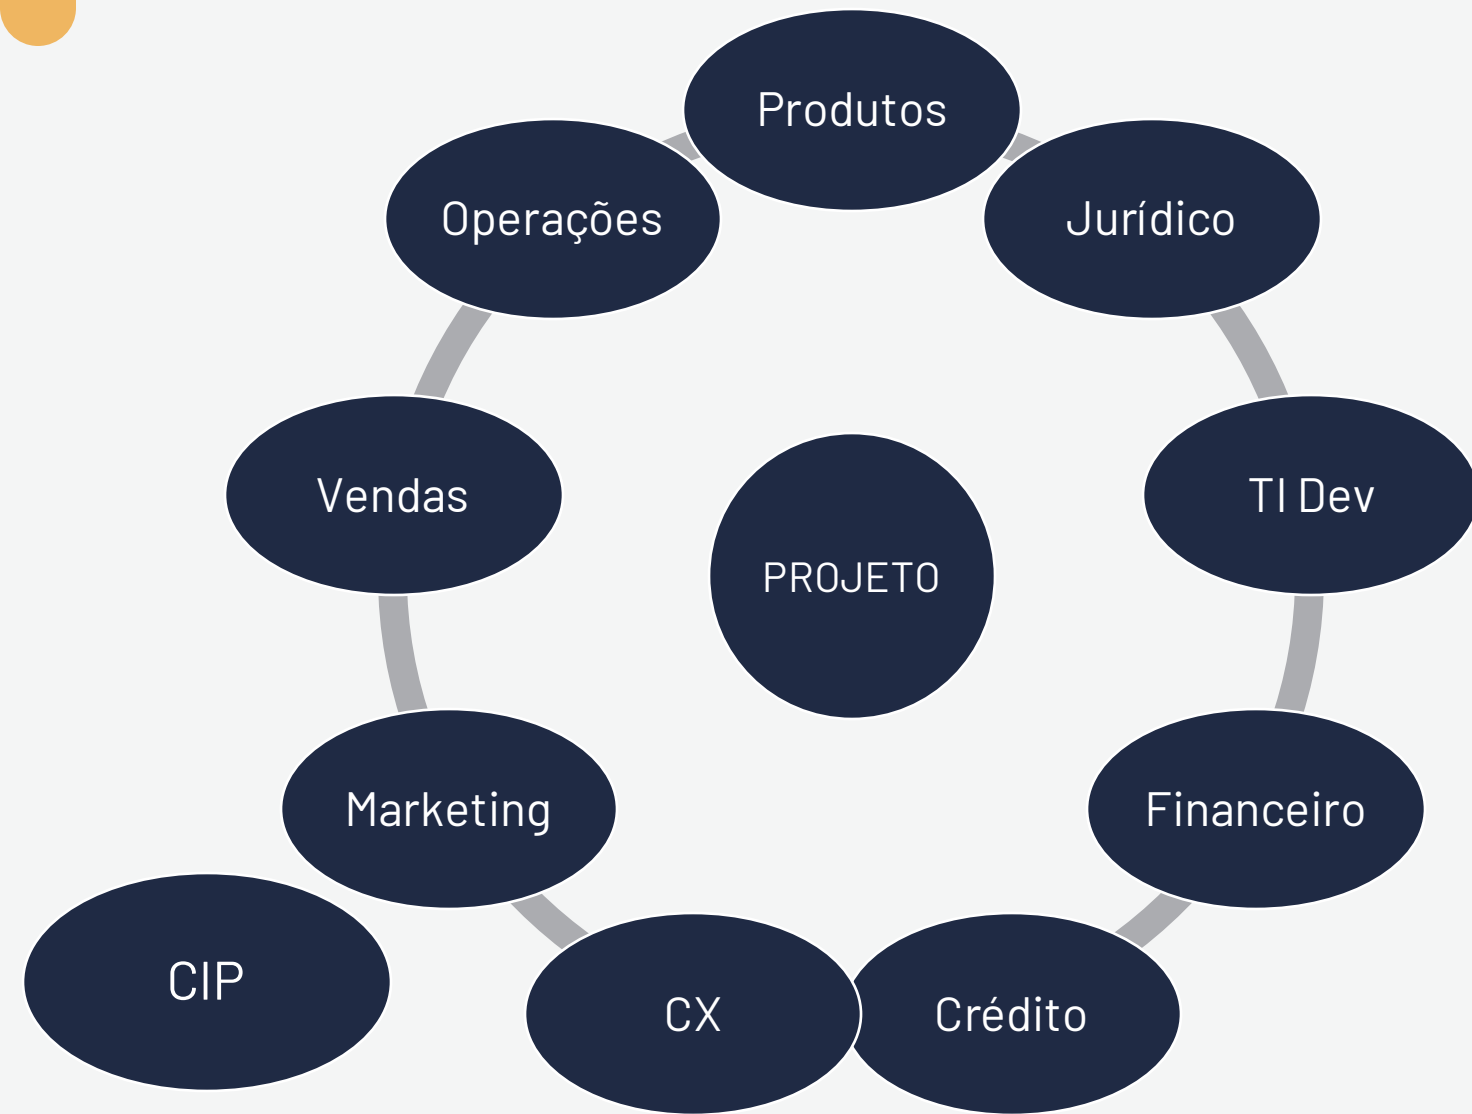 Produtos
Operações
Jurídico
Vendas
TI Dev
PROJETO
Marketing
Financeiro
CIP
CX
Crédito